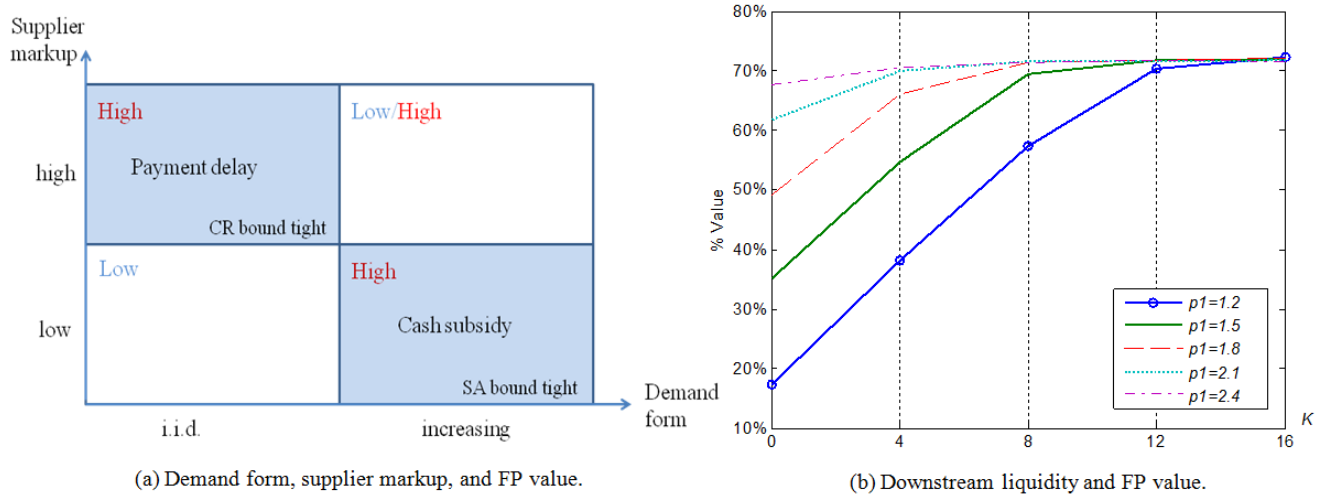 Supplier
markup
High
Low/High
Payment delay
high
CR bound tight
Low
High
low
Cash subsidy
SA bound tight
Demand
form
i.i.d.
increasing
(a) Demand form, supplier markup, and FP value.
80%
70%
60%
50%
40%
30%
20%
10%
% Value
p1=1.2
p1=1.5
p1=1.8
p1=2.1
p1=2.4
K
0
4
8
12
16
(b) Downstream liquidity and FP value.